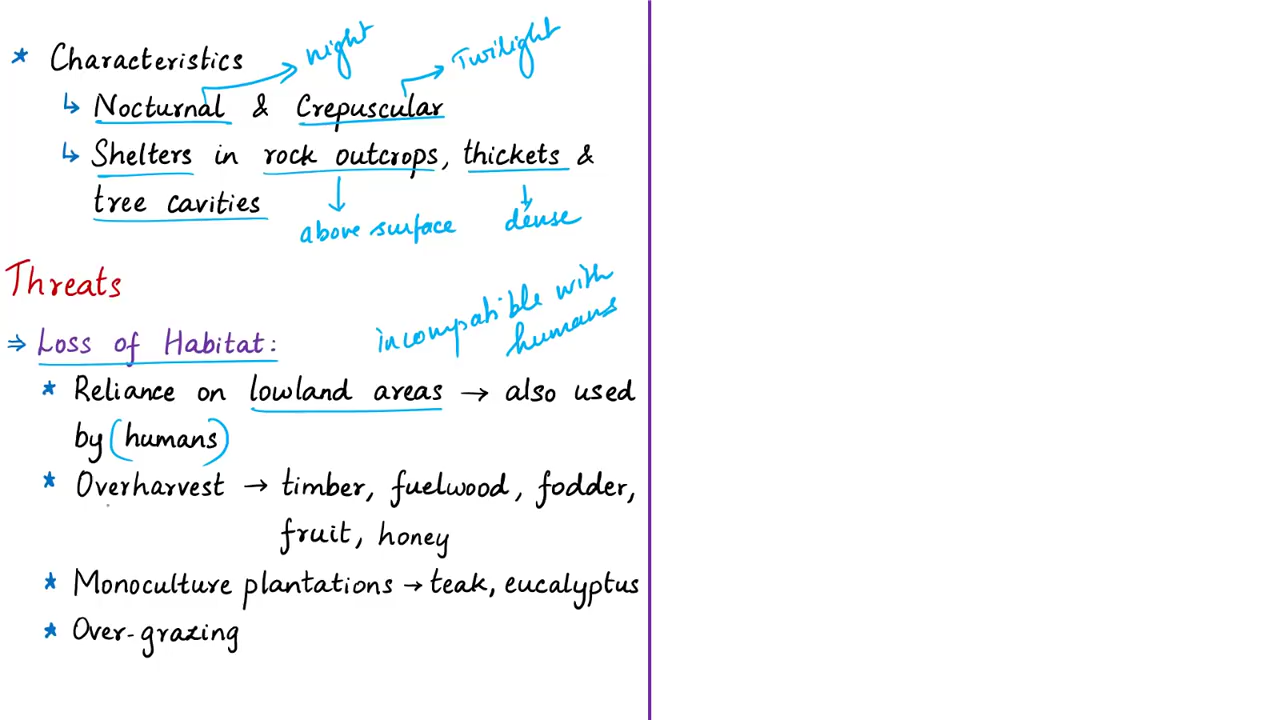 night
Twilight
* Characteristics
↳ Nocturnal & Crepuscular
↳ Shelters in rock outcrops, thickets &
tree cavities
above surface
dense
Threats
incompatible with
humans
⇒ Loss of Habitat:
* Reliance on lowland areas → also used
by (humans)
* Overharvest → timber, fuelwood, fodder,
fruit, honey
* Monoculture plantations → teak, eucalyptus
* Over-grazing